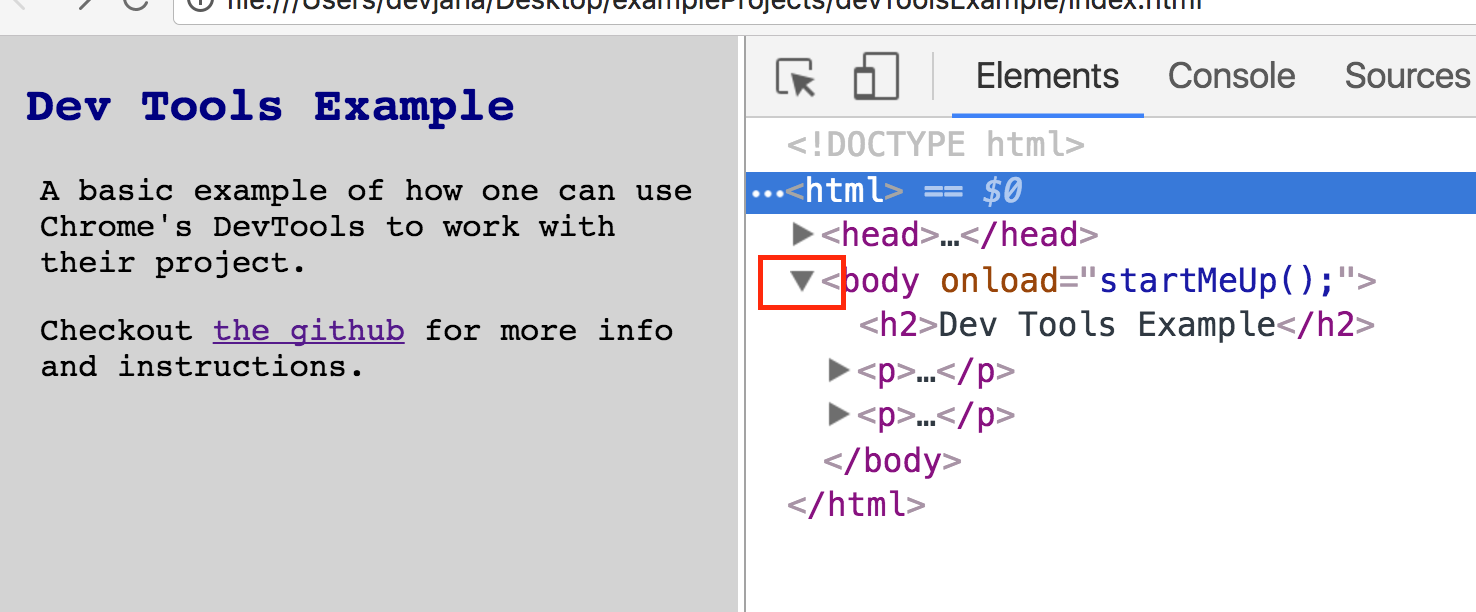 file:///Users/devjana/Desktop/exampleProjects/devToolsExample/index.html
Dev Tools Example
A basic example of how one can use
Chrome's DevTools to work with
their project.
Checkout the github for more info
and instructions.
Elements Console Sources
<!DOCTYPE html>
…<html> == $0
▶<head>…</head>
▼<body onload="startMeUp();">
<h2>Dev Tools Example</h2>
▶<p>…</p>
▶<p>…</p>
</body>
</html>